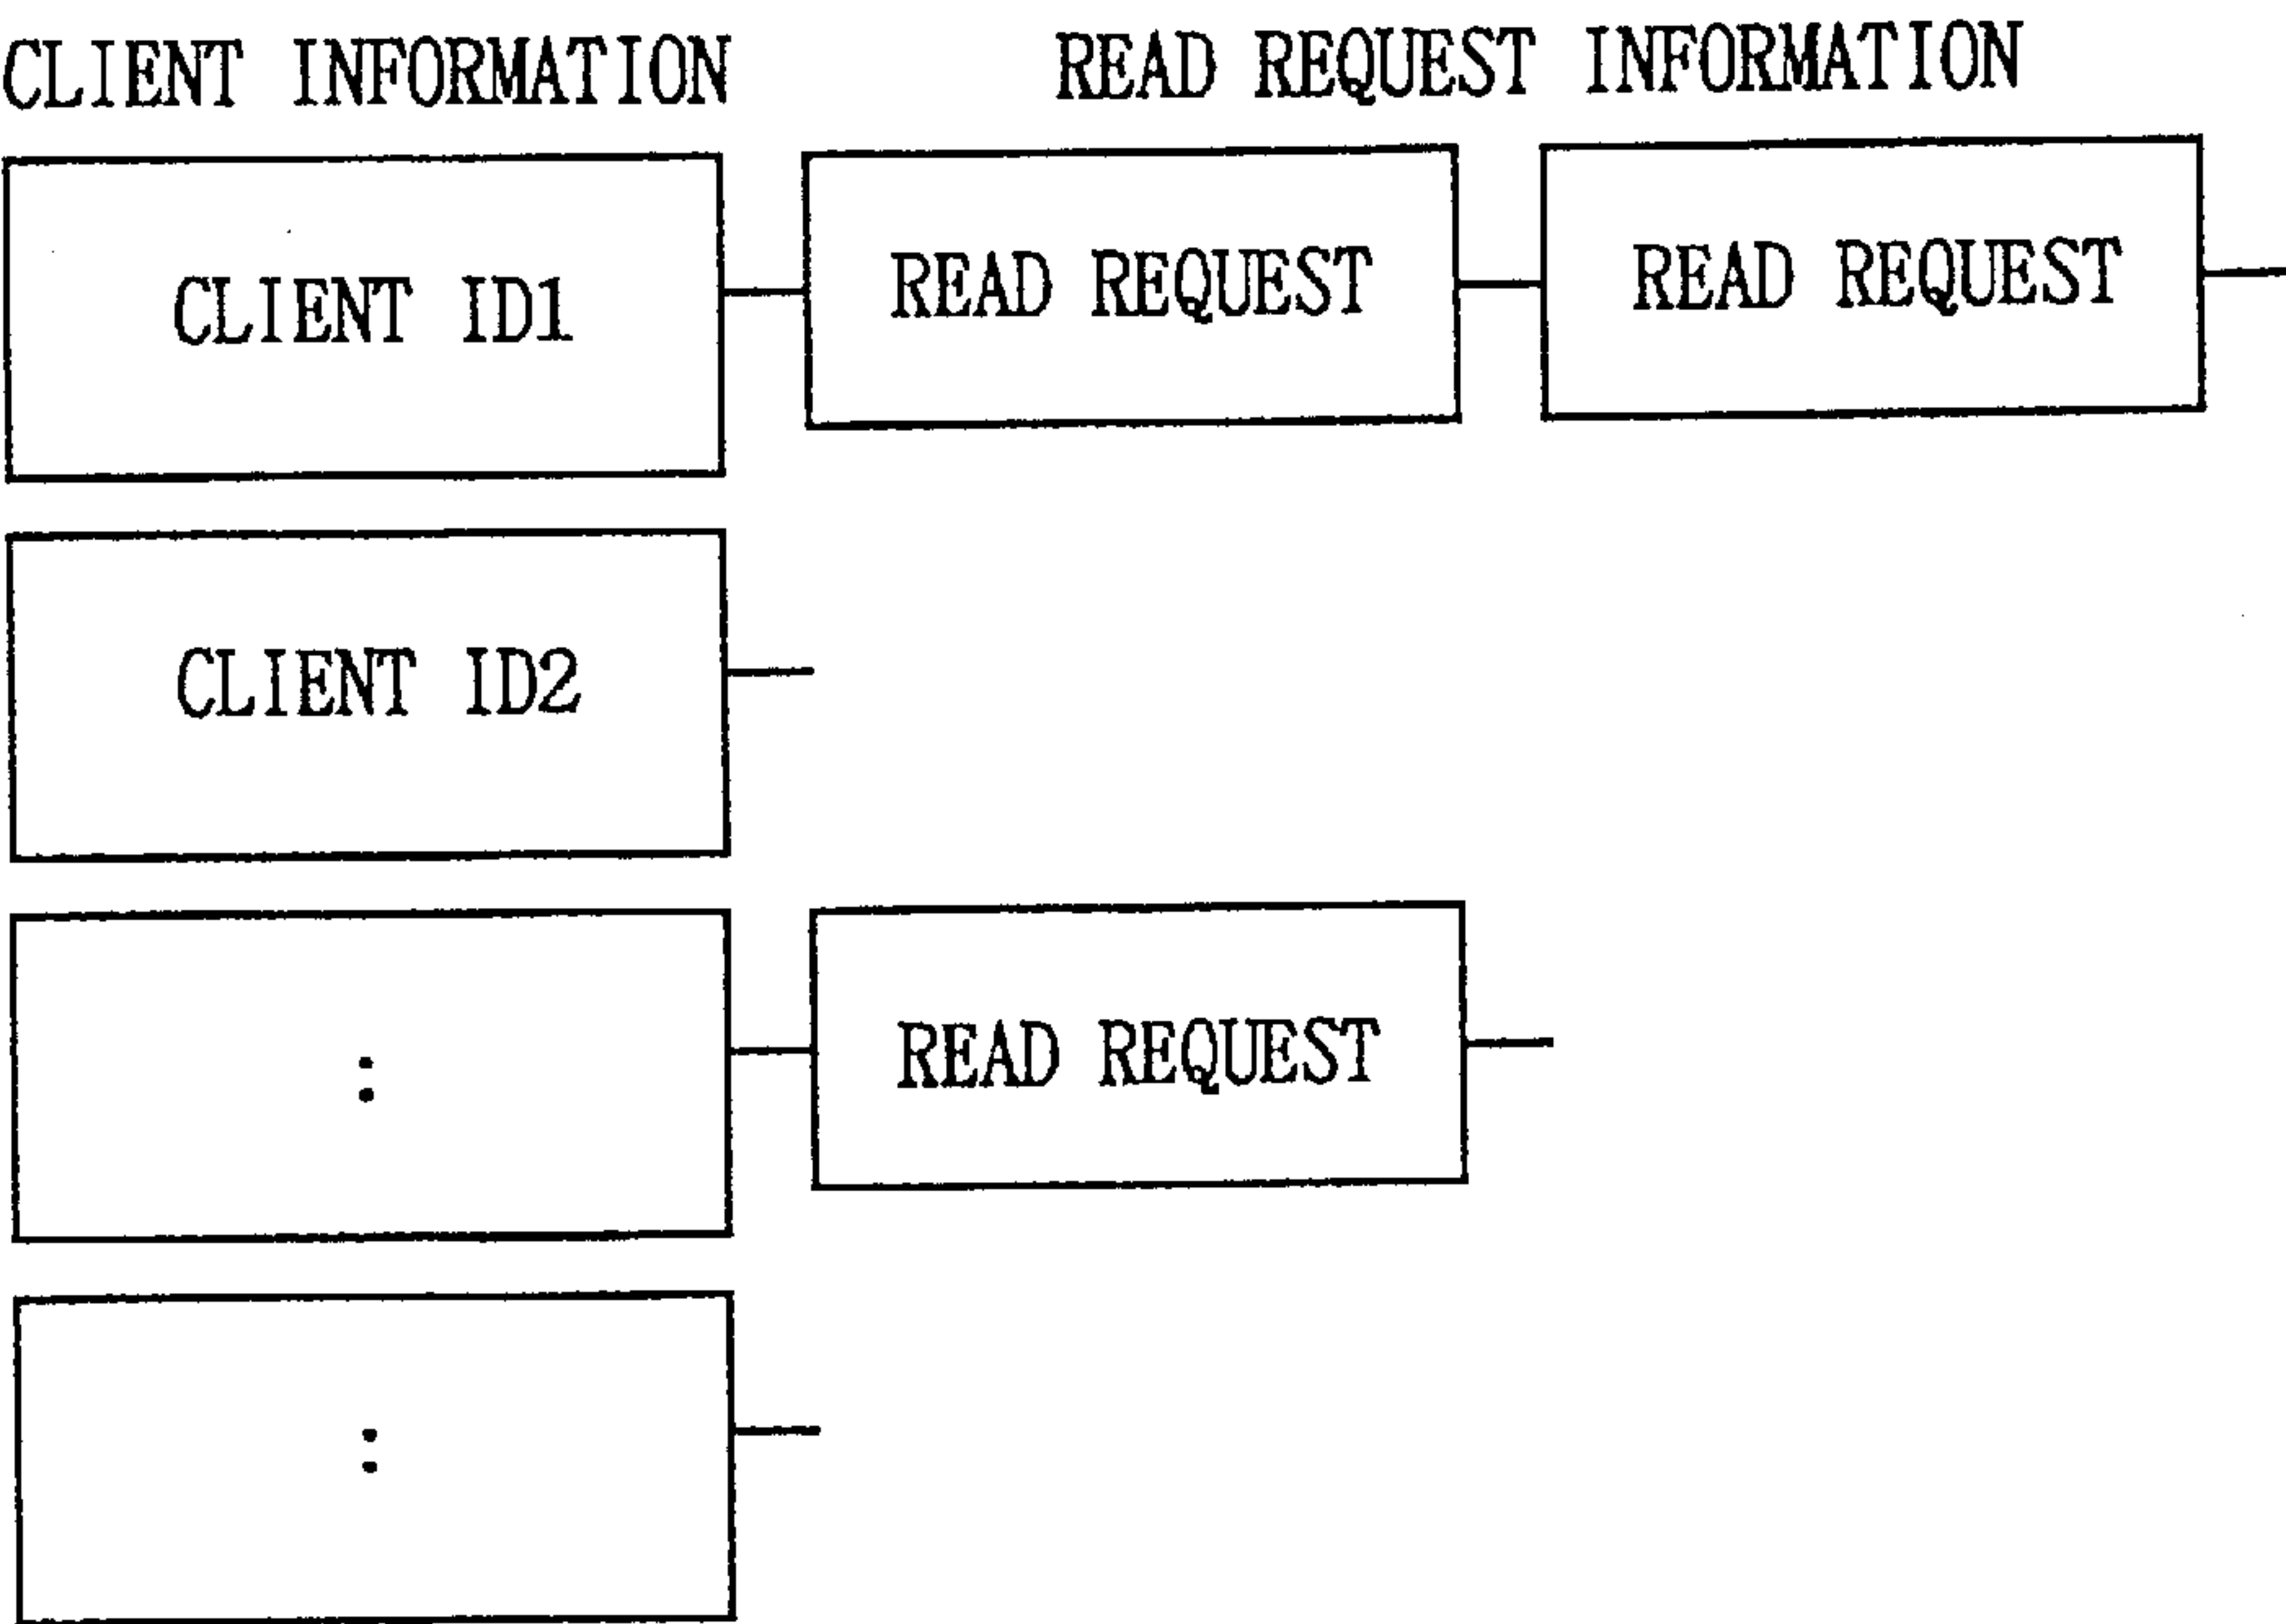 CLIENT INFORMATION
READ REQUEST INFORMATION
CLIENT ID1
READ REQUEST
READ REQUEST
CLIENT ID2
:
READ REQUEST
: